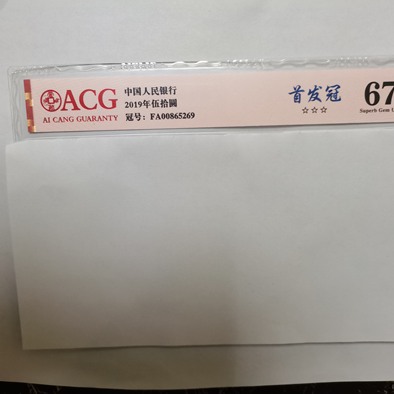 ACG
AI CANG GUARANTY
中国人民银行
2019年伍拾圓
冠号: FA00865269
首发冠
☆☆☆
67
Superb Gem